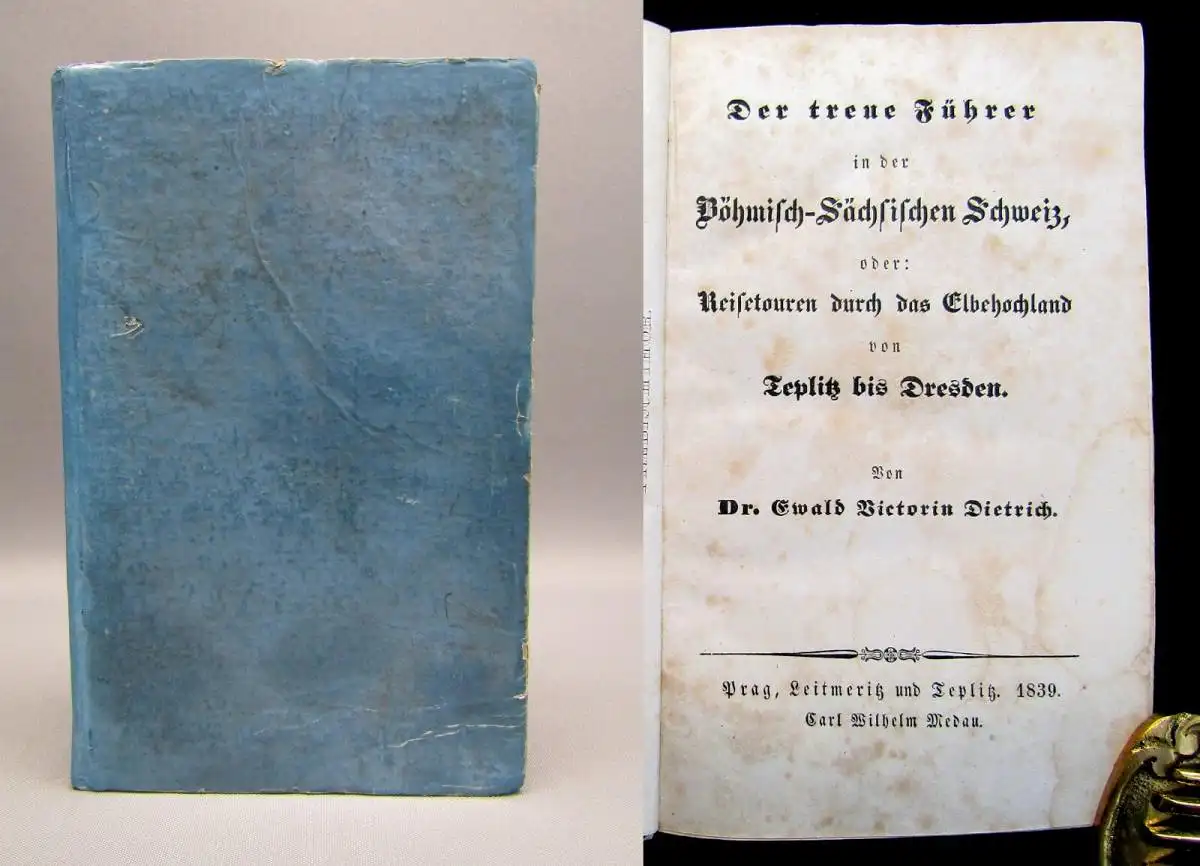 Der treue Führer
in der
Böhmisch-Sächsischen Schweiz,
oder:
Reisetouren durch das Elbehochland
von
Teplitz bis Dresden.
Von
Dr. Ewald Victorin Dietrich.
Prag, Leitmeritz und Teplitz. 1839.
Carl Wilhelm Medau.